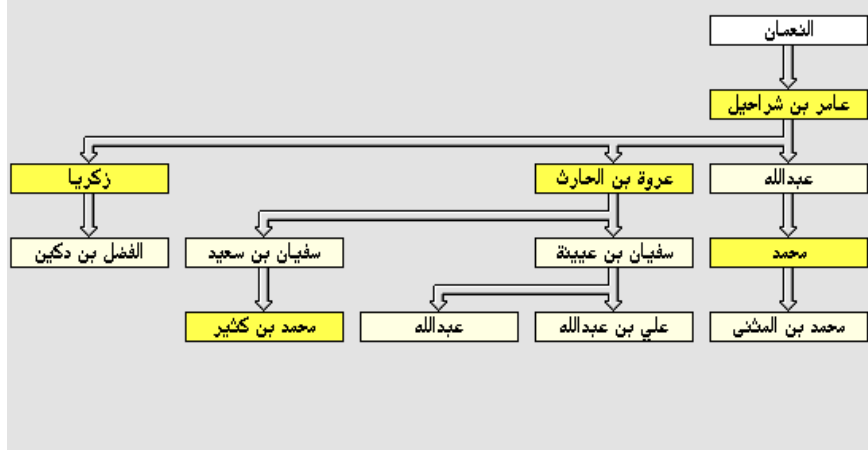 النعمان
عامر بن شراحيل
عبدالله
عروة بن الحارث
زكريا
محمد
سفيان بن عيينة
سفيان بن سعيد
الفضل بن دكين
محمد بن المثنى
علي بن عبدالله
عبدالله
محمد بن كثير